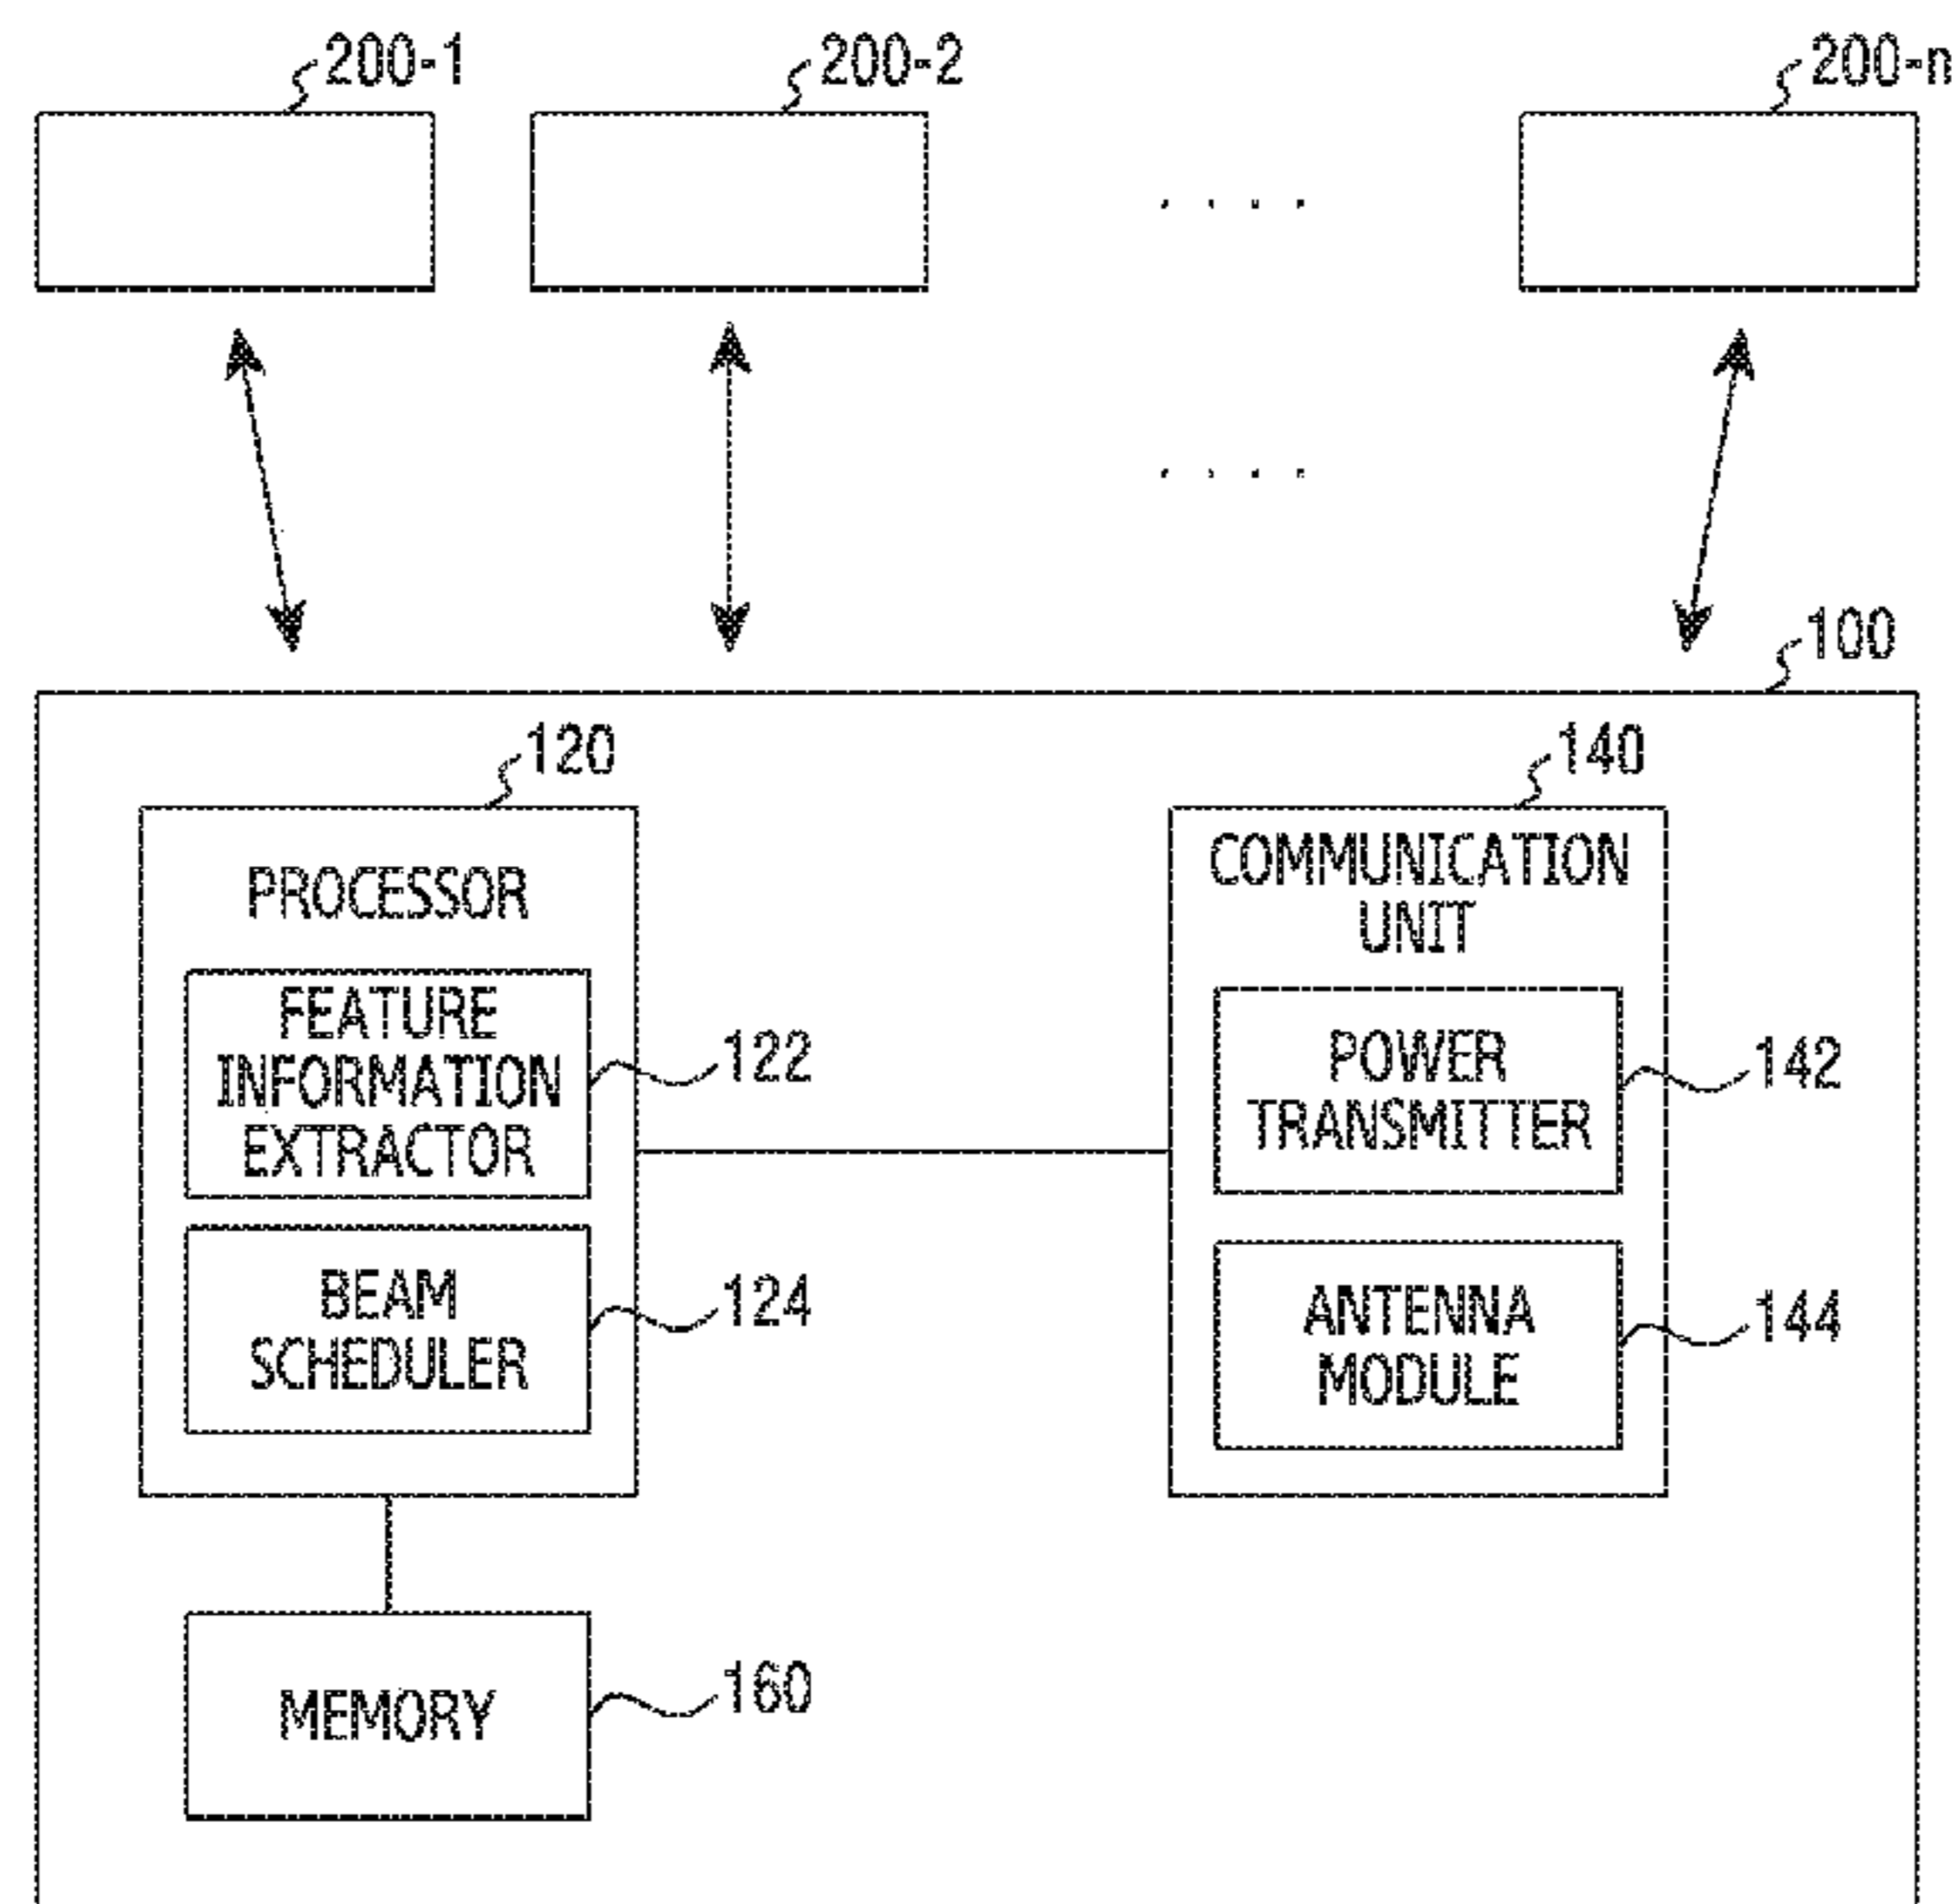 200-1 200-2 200-n
. . . .
. . . .
100
120 140
PROCESSOR
COMMUNICATION
UNIT
FEATURE
INFORMATION
EXTRACTOR
122
POWER
TRANSMITTER
142
BEAM
SCHEDULER
124
ANTENNA
MODULE
144
MEMORY
160